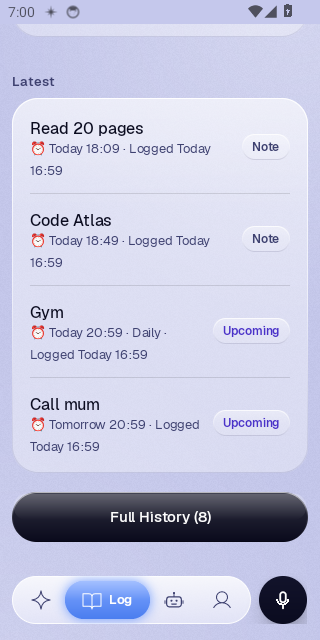 7:00
Latest
Read 20 pages
⏰ Today 18:09 · Logged Today
16:59
Note
Code Atlas
⏰ Today 18:49 · Logged Today
16:59
Note
Gym
⏰ Today 20:59 · Daily ·
Logged Today 16:59
Upcoming
Call mum
⏰ Tomorrow 20:59 · Logged
Today 16:59
Upcoming
Full History (8)
Log